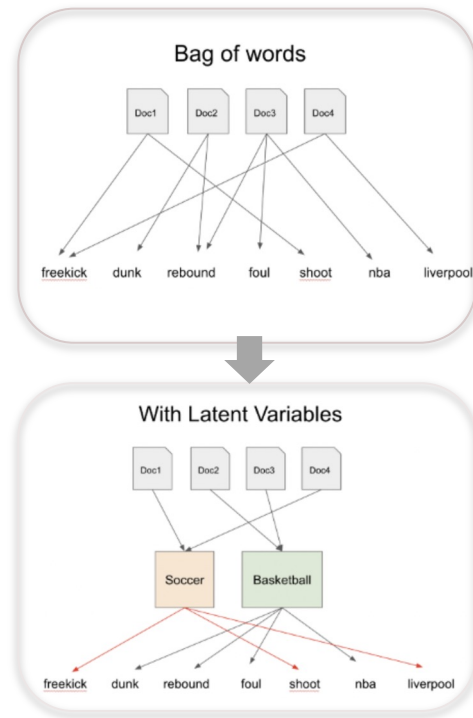 Bag of words
Doc1 Doc2 Doc3 Doc4
freekick dunk rebound foul shoot nba liverpool
With Latent Variables
Doc1 Doc2 Doc3 Doc4
Soccer Basketball
freekick dunk rebound foul shoot nba liverpool